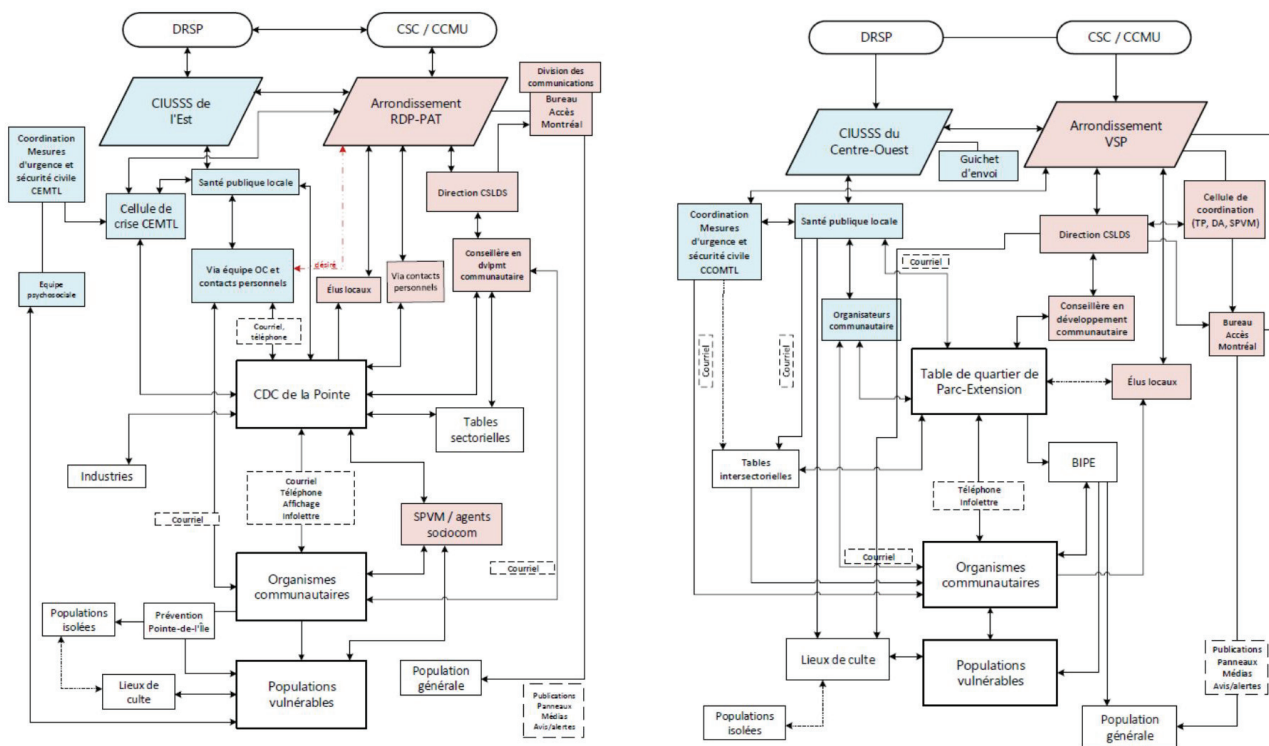 DRSP
CSC / CCMU
CIUSSS de
l'Est
Arrondissement
RDP-PAT
Division des
communications
Bureau
Accès
Montréal
Coordination
Mesures
d'urgence et
sécurité civile
CEMTL
Santé publique locale
Cellule de
crise CEMTL
Direction CSLDS
Via équipe OC et
contacts personnels
désiré
Élus locaux
Via contacts
personnels
Conseillère en
dvlpmt
communautaire
Equipe
psychosociale
Courriel,
téléphone
CDC de la Pointe
Tables
sectorielles
Industries
Courriel
Téléphone
Affichage
Infolettre
Courriel
SPVM / agents
sociocom
Courriel
Organismes
communautaires
Populations
isolées
Prévention
Pointe-de-l'Île
Lieux de
culte
Populations
vulnérables
Population
générale
Publications
Panneaux
Médias
Avis/alertes
DRSP
CSC / CCMU
CIUSSS du
Centre-Ouest
Arrondissement
VSP
Guichet
d'envoi
Coordination
Mesures
d'urgence et
sécurité civile
CCOMTL
Santé publique locale
Direction CSLDS
Cellule de
coordination
(TP, DA, SPVM)
Courriel
Organisateurs
communautaire
Conseillère en
développement
communautaire
Bureau
Accès
Montréal
Courriel
Courriel
Table de quartier de
Parc-Extension
Élus locaux
Tables
intersectorielles
BIPE
Téléphone
Infolettre
Courriel
Organismes
communautaires
Lieux de culte
Populations
vulnérables
Publications
Panneaux
Médias
Avis/alertes
Populations
isolées
Population
générale